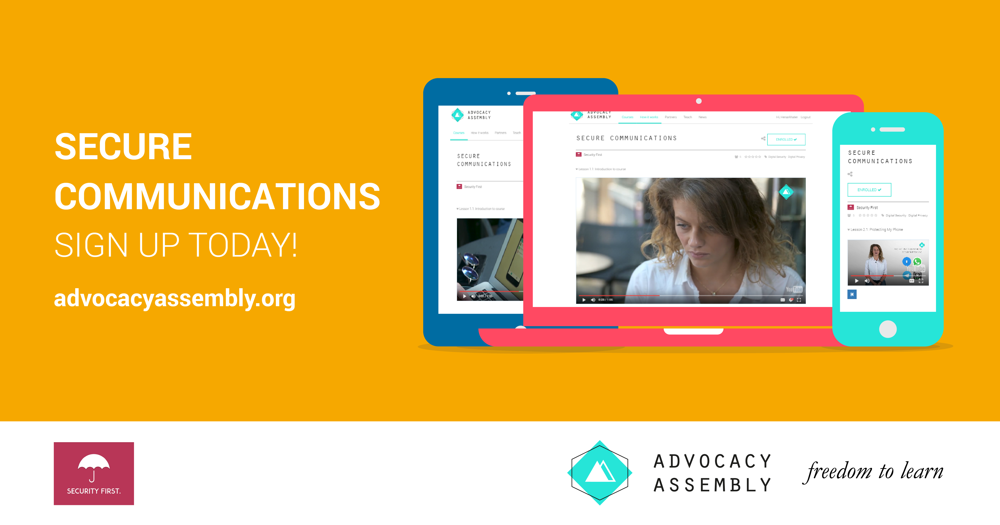 SECURE
COMMUNICATIONS
SIGN UP TODAY!
advocacyassembly.org
ADVOCACY
ASSEMBLY
Courses How it works Partners Teach
SECURE
COMMUNICATIONS
Security First
Lesson 1.1: Introduction to course
0:31 / 1:06
ADVOCACY
ASSEMBLY
Courses How it works Partners Teach News Hi, Henarkhater Logout
SECURE COMMUNICATIONS
ENROLLED
Security First
5 Digital Security Digital Privacy
Lesson 1.1: Introduction to course
YouTube
0:23 / 1:06
SECURE
COMMUNICATIONS
ENROLLED
Security First
5 Digital Security Digital Privacy
Lesson 2.1: Protecting My Phone
YouTube
SECURITY FIRST.
ADVOCACY
ASSEMBLY
freedom to learn